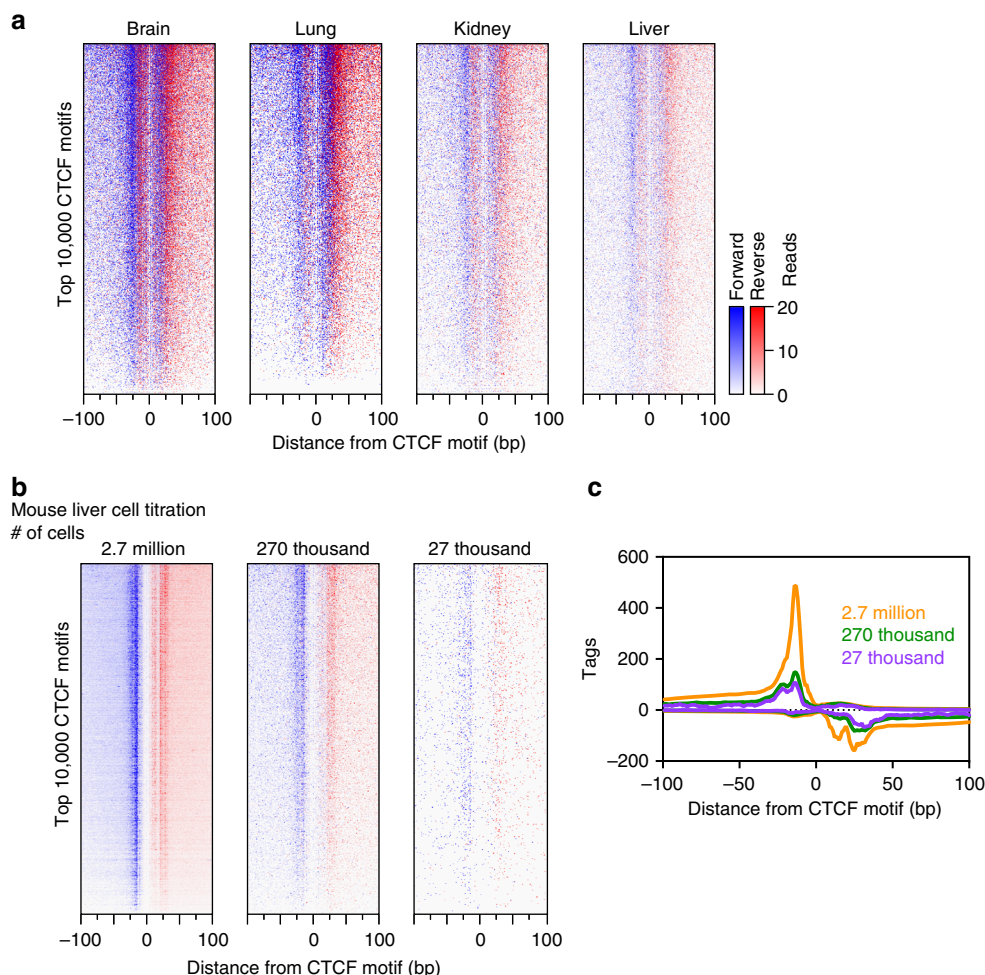 a
Brain Lung Kidney Liver
Top 10,000 CTCF motifs
Forward
Reverse
Reads
20
10
0
−100 0 100 0 100 0 100 0 100
Distance from CTCF motif (bp)
b
Mouse liver cell titration
# of cells
2.7 million 270 thousand 27 thousand
Top 10,000 CTCF motifs
−100 0 100 0 100 0 100
Distance from CTCF motif (bp)
c
600
400
200
0
−200
Tags
2.7 million
270 thousand
27 thousand
−100 −50 0 50 100
Distance from CTCF motif (bp)